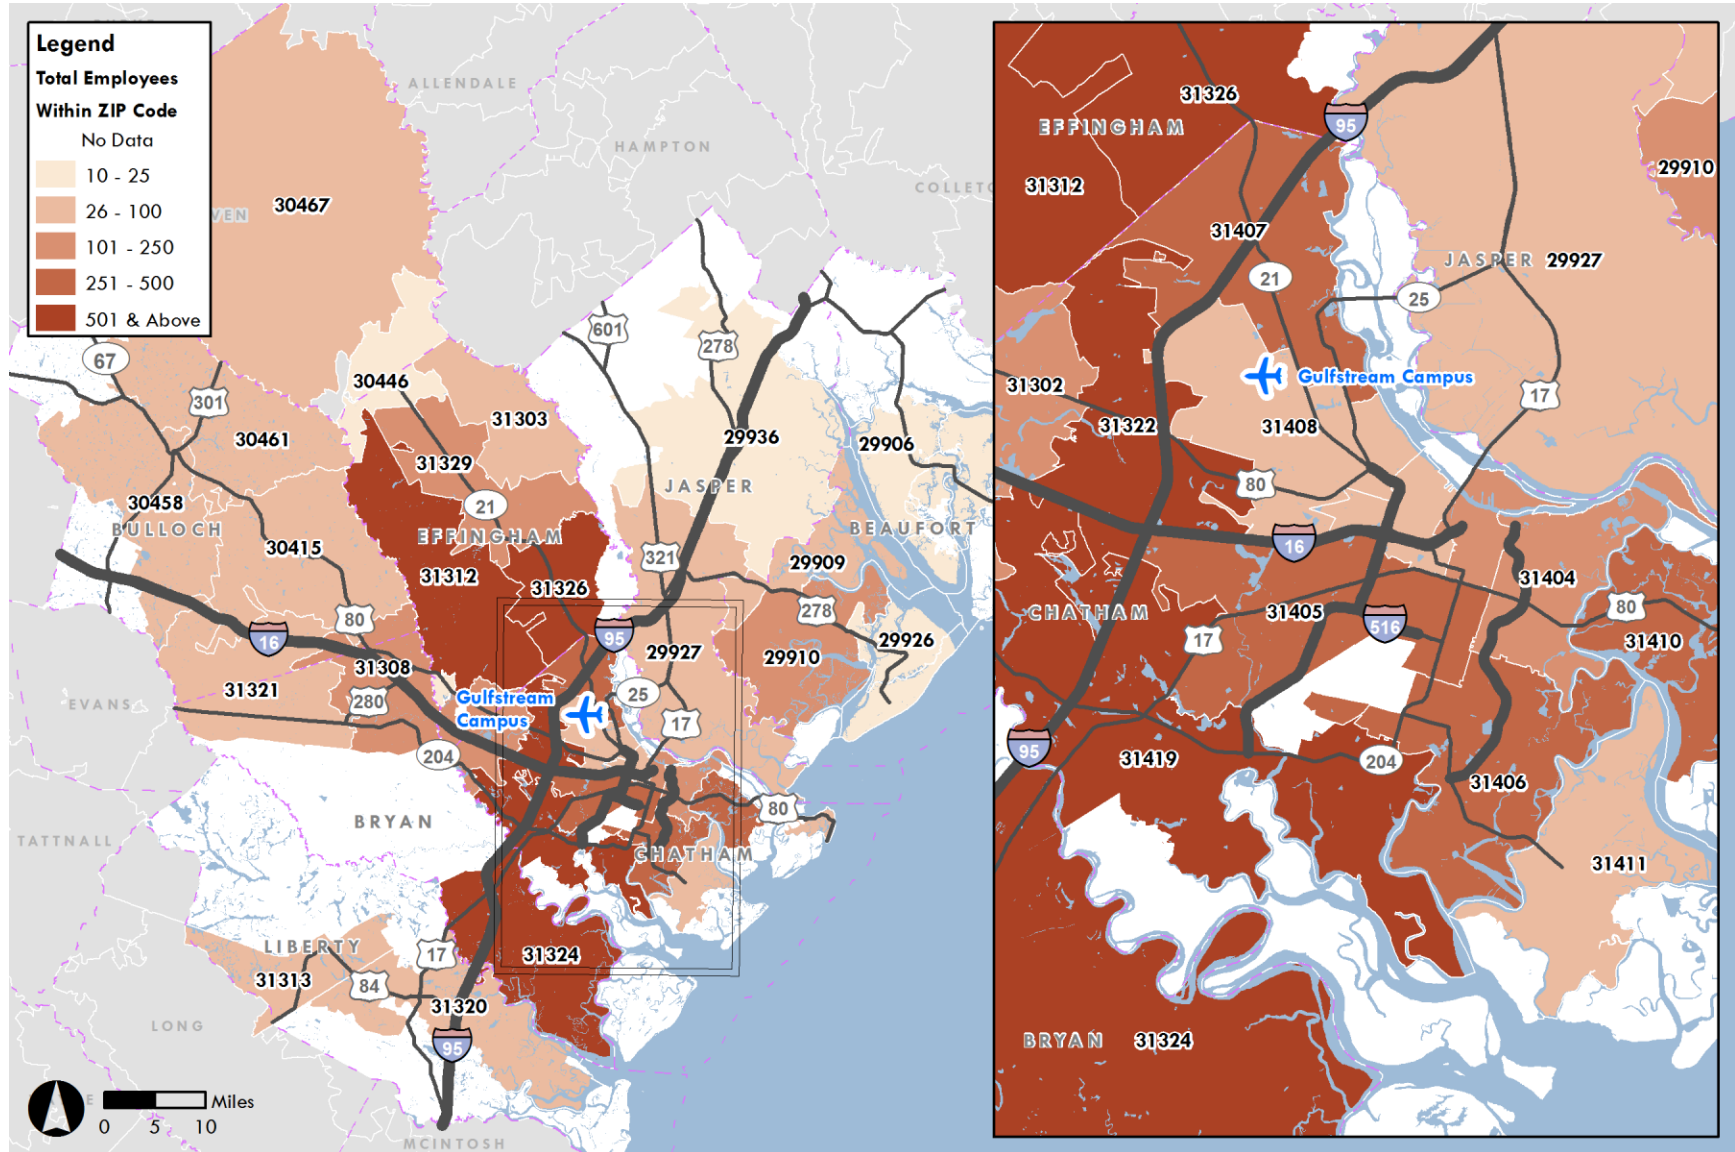 Legend
Total Employees
Within ZIP Code
No Data
10 - 25
26 - 100
101 - 250
251 - 500
501 & Above
ALLENDALE
HAMPTON
COLLETO
VEN
30467
67
301
601
278
30446
31303
30461
29936
29906
31329
JASPER
30458
21
BULLOCH
EFFINGHAM
BEAUFORT
30415
321
29909
31312
31326
278
80
16
95
29926
31308
29927
29910
31321
25
EVANS
280
Gulfstream
Campus
17
204
80
BRYAN
TATTNALL
CHATHAM
LIBERTY
17
31324
31313
84
31320
LONG
95
E
Miles
0 5 10
MCINTOSH
31326
EFFINGHAM
95
29910
31312
31407
JASPER 29927
21
25
31302
Gulfstream Campus
17
31322
31408
80
16
31404
CHATHAM
31405
80
516
17
31410
95
31419
204
31406
31411
BRYAN 31324